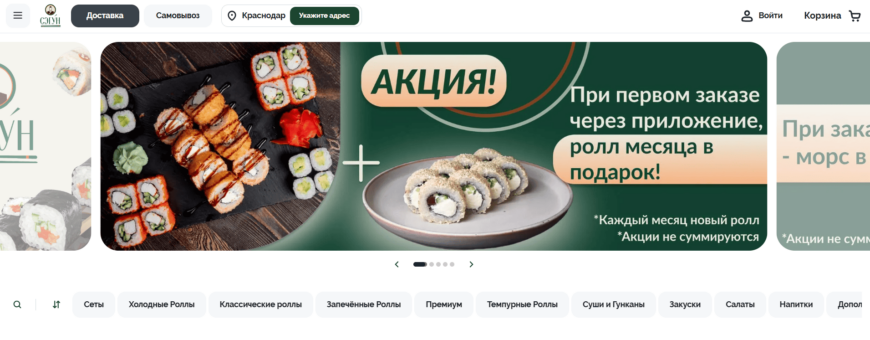 СЭГУН
Доставка
Самовывоз
Краснодар
Укажите адрес
Войти
Корзина
АКЦИЯ!
При первом заказе
через приложение,
ролл месяца в
подарок!
*Каждый месяц новый ролл
*Акции не суммируются
При зака
- морс в
*Акции не сумм
Сеты
Холодные Роллы
Классические роллы
Запечённые Роллы
Премиум
Темпурные Роллы
Суши и Гунканы
Закуски
Салаты
Напитки
Допол